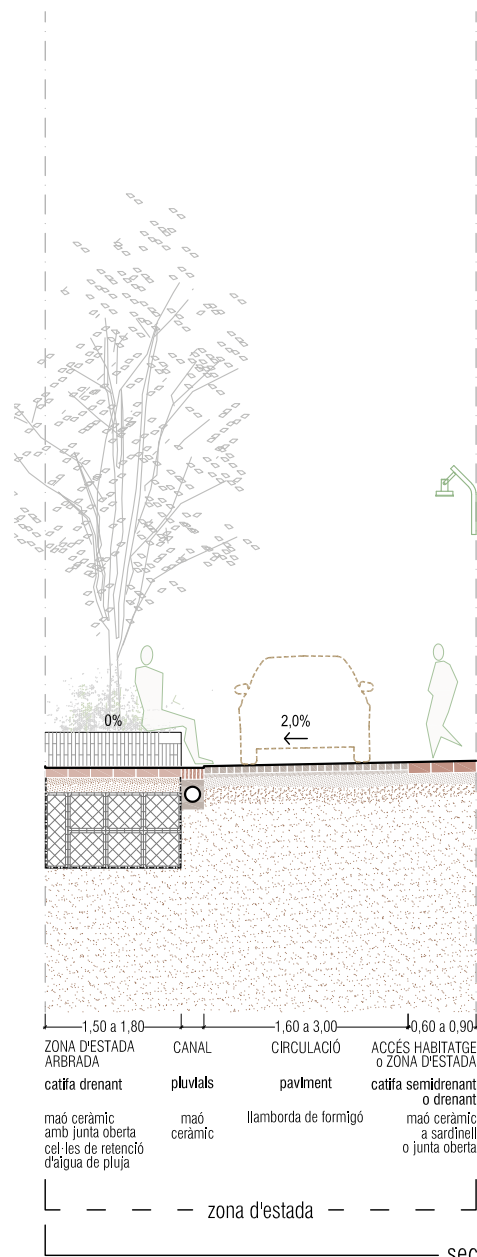 0%
2,0%
1,50 a 1,80
1,60 a 3,00
0,60 a 0,90
ZONA D'ESTADA
ARBRADA
CANAL
CIRCULACIÓ
ACCÉS HABITATGE
o ZONA D'ESTADA
catifa drenant
pluvials
paviment
catifa semidrenant
o drenant
maó ceràmic
amb junta oberta
cel·les de retenció
d'aigua de pluja
maó
ceràmic
llamborda de formigó
maó ceràmic
a sardinell
o junta oberta
zona d'estada
sec